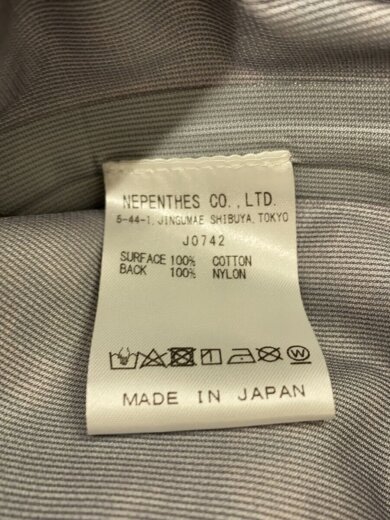 NEPENTHES CO., LTD.
5-44-1, JINGUMAE SHIBUYA, TOKYO
J0742
SURFACE 100% COTTON
BACK 100% NYLON
W
MADE IN JAPAN